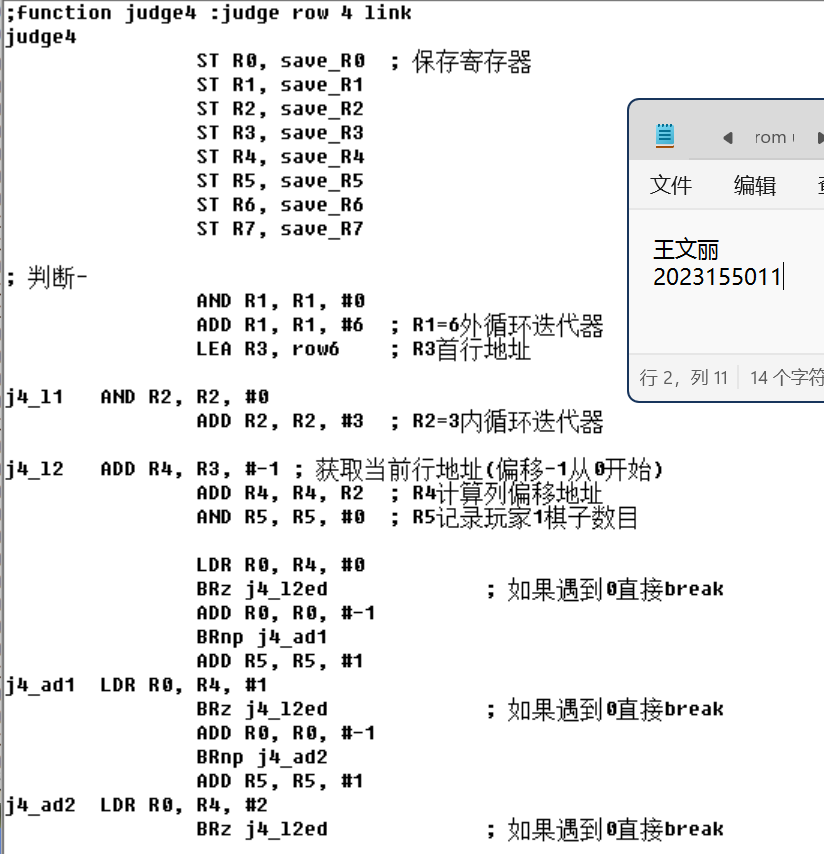 ;function judge4 :judge row 4 link
judge4
ST R0, save_R0 ; 保存寄存器
ST R1, save_R1
ST R2, save_R2
ST R3, save_R3
ST R4, save_R4
ST R5, save_R5
ST R6, save_R6
ST R7, save_R7
; 判断-
AND R1, R1, #0
ADD R1, R1, #6 ; R1=6外循环迭代器
LEA R3, row6 ; R3首行地址
j4_l1 AND R2, R2, #0
ADD R2, R2, #3 ; R2=3内循环迭代器
j4_l2 ADD R4, R3, #-1 ; 获取当前行地址(偏移-1从0开始)
ADD R4, R4, R2 ; R4计算列偏移地址
AND R5, R5, #0 ; R5记录玩家1棋子数目
LDR R0, R4, #0
BRz j4_l2ed ; 如果遇到0直接break
ADD R0, R0, #-1
BRnp j4_ad1
ADD R5, R5, #1
j4_ad1 LDR R0, R4, #1
BRz j4_l2ed ; 如果遇到0直接break
ADD R0, R0, #-1
BRnp j4_ad2
ADD R5, R5, #1
j4_ad2 LDR R0, R4, #2
BRz j4_l2ed ; 如果遇到0直接break
rom
文件 编辑
王文丽
2023155011
行 2，列 11 14 个字符